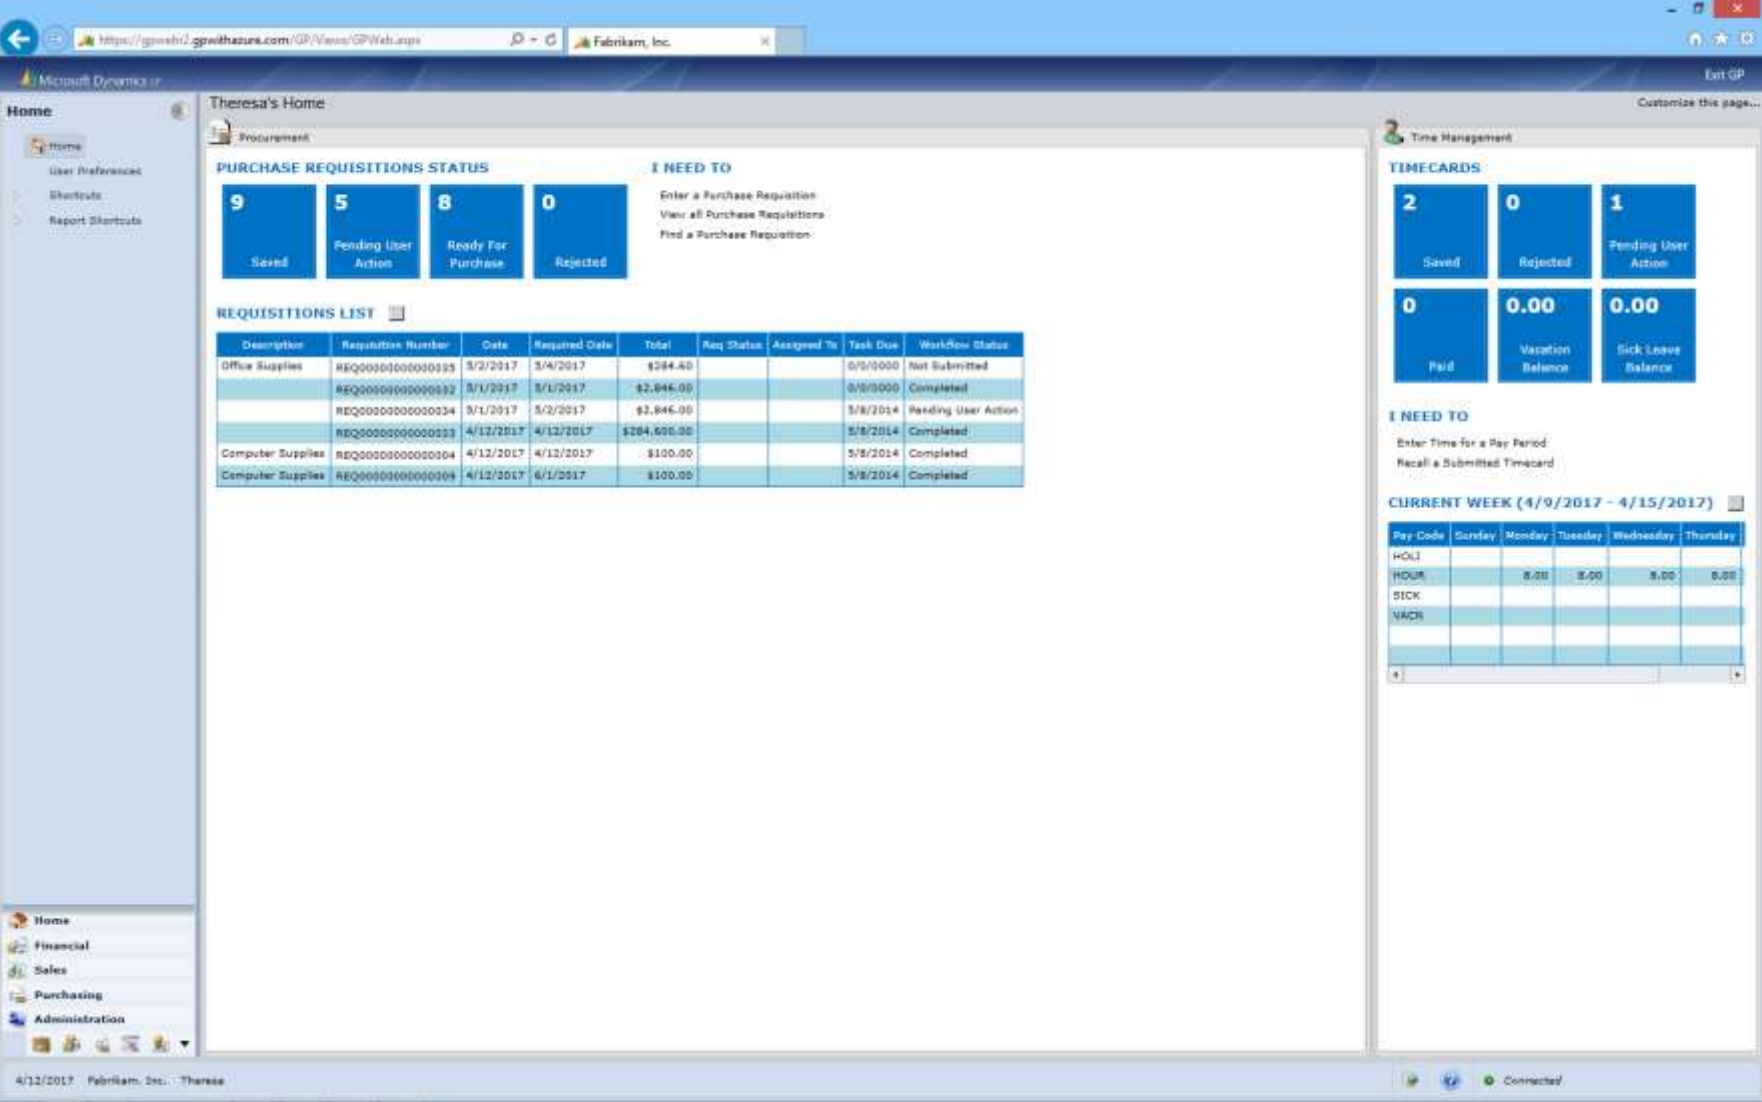 https://gpwebr2.gpwithazure.com/GP/Views/GPWeb.aspx
Fabrikam, Inc.
Microsoft Dynamics GP
Exit GP
Home
Theresa's Home
Customize this page...
Home
User Preferences
Shortcuts
Report Shortcuts
Procurement
PURCHASE REQUISITIONS STATUS
9 Saved
5 Pending User Action
8 Ready For Purchase
0 Rejected
I NEED TO
Enter a Purchase Requisition
View all Purchase Requisitions
Find a Purchase Requisition
REQUISITIONS LIST
Description Requisition Number Date Required Date Total Req Status Assigned To Task Due Workflow Status
Office Supplies REQ00000000000035 5/2/2017 5/4/2017 $284.60 0/0/0000 Not Submitted
REQ00000000000032 5/1/2017 5/1/2017 $2,846.00 0/0/0000 Completed
REQ00000000000034 5/1/2017 5/2/2017 $2,846.00 5/8/2014 Pending User Action
REQ00000000000033 4/12/2017 4/12/2017 $284,600.00 5/8/2014 Completed
Computer Supplies REQ00000000000004 4/12/2017 4/12/2017 $100.00 5/8/2014 Completed
Computer Supplies REQ00000000000009 4/12/2017 6/1/2017 $100.00 5/8/2014 Completed
Time Management
TIMECARDS
2 Saved
0 Rejected
1 Pending User Action
0 Paid
0.00 Vacation Balance
0.00 Sick Leave Balance
I NEED TO
Enter Time for a Pay Period
Recall a Submitted Timecard
CURRENT WEEK (4/9/2017 - 4/15/2017)
Pay Code Sunday Monday Tuesday Wednesday Thursday
HOLI
HOUR 8.00 8.00 8.00 8.00
SICK
VACN
Home
Financial
Sales
Purchasing
Administration
4/12/2017 Fabrikam, Inc. Theresa
Connected